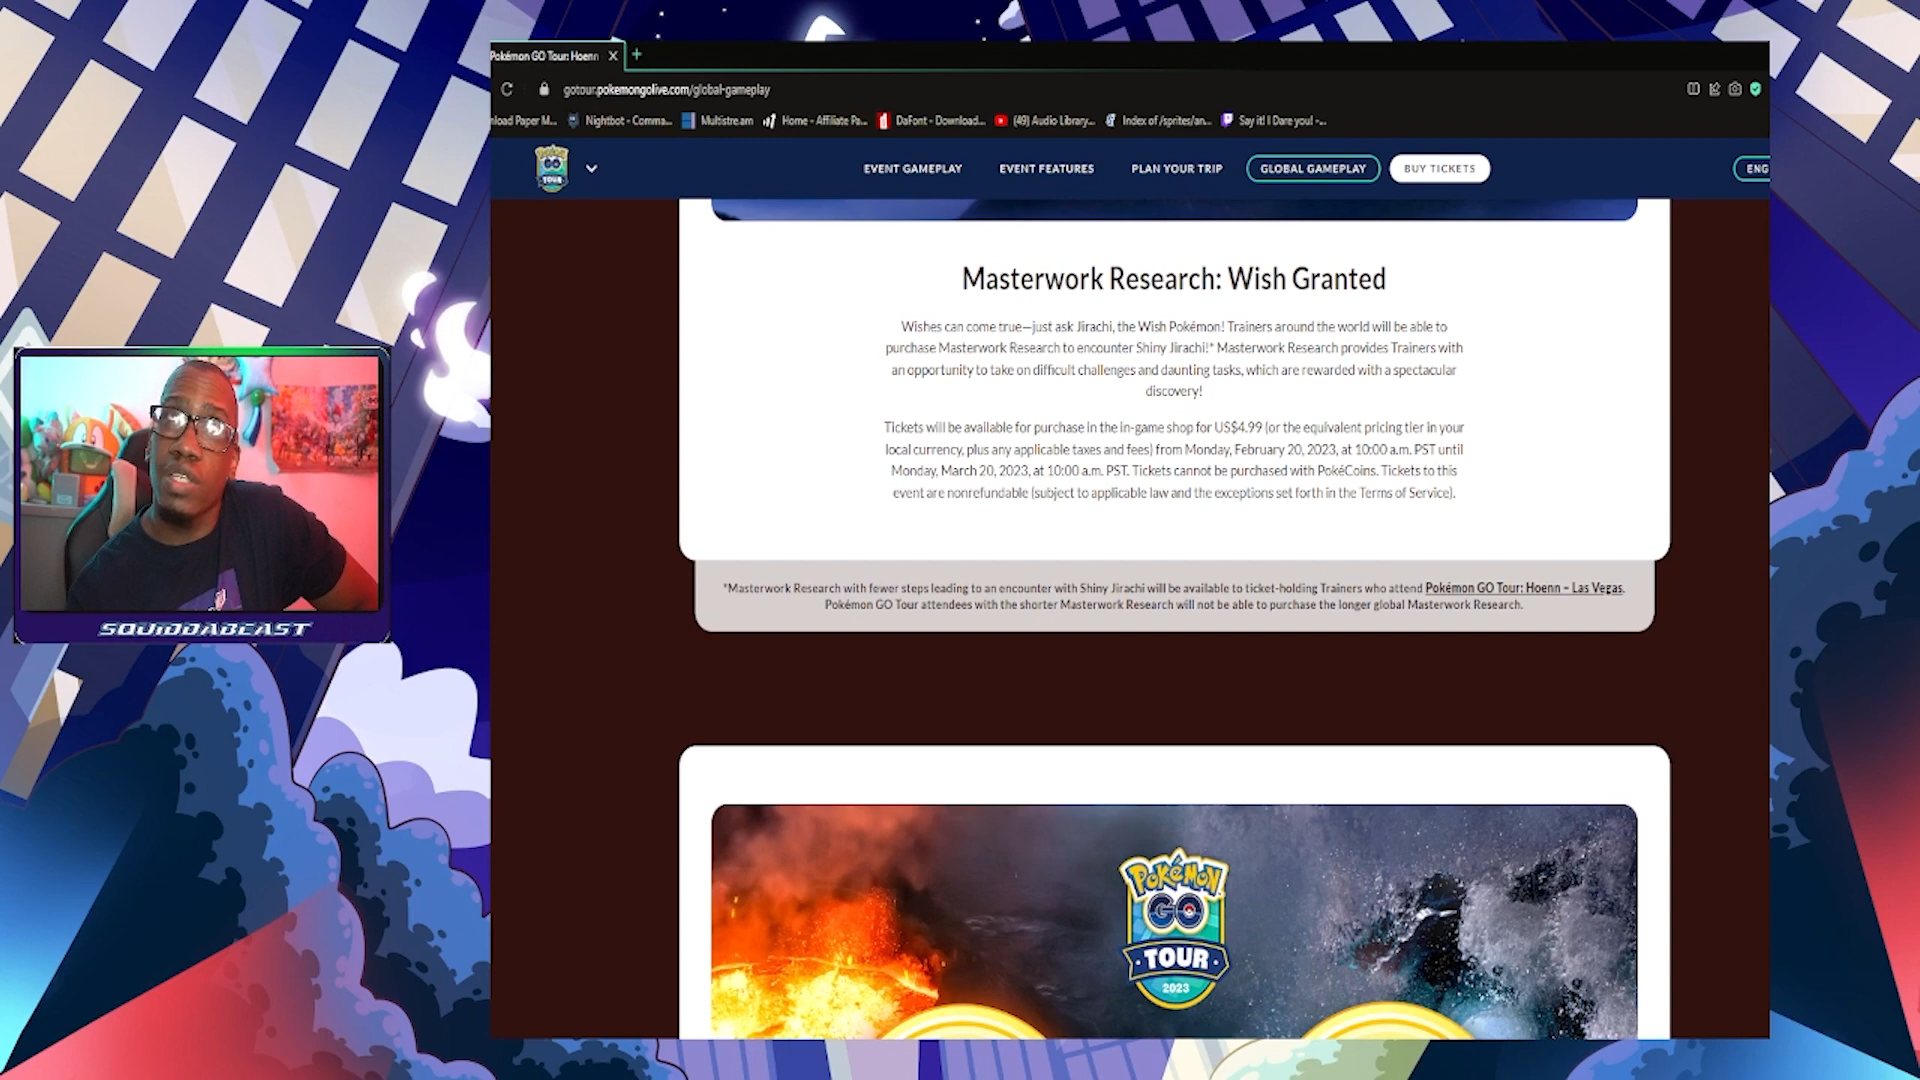 Pokémon GO Tour: Hoenn
gotour.pokemongolive.com/global-gameplay
nload Paper M... Nightbot - Comma... Multistre.am Home - Affiliate Pa... DaFont - Download... (49) Audio Library... Index of /sprites/an... Say it! I Dare you! -...
Pokémon GO TOUR
EVENT GAMEPLAY EVENT FEATURES PLAN YOUR TRIP GLOBAL GAMEPLAY BUY TICKETS ENG
Masterwork Research: Wish Granted
Wishes can come true—just ask Jirachi, the Wish Pokémon! Trainers around the world will be able to
purchase Masterwork Research to encounter Shiny Jirachi!* Masterwork Research provides Trainers with
an opportunity to take on difficult challenges and daunting tasks, which are rewarded with a spectacular
discovery!
Tickets will be available for purchase in the in-game shop for US$4.99 (or the equivalent pricing tier in your
local currency, plus any applicable taxes and fees) from Monday, February 20, 2023, at 10:00 a.m. PST until
Monday, March 20, 2023, at 10:00 a.m. PST. Tickets cannot be purchased with PokéCoins. Tickets to this
event are nonrefundable (subject to applicable law and the exceptions set forth in the Terms of Service).
*Masterwork Research with fewer steps leading to an encounter with Shiny Jirachi will be available to ticket-holding Trainers who attend Pokémon GO Tour: Hoenn – Las Vegas.
Pokémon GO Tour attendees with the shorter Masterwork Research will not be able to purchase the longer global Masterwork Research.
SQUIDDABEAST
POKéMON
GO
TOUR
2023